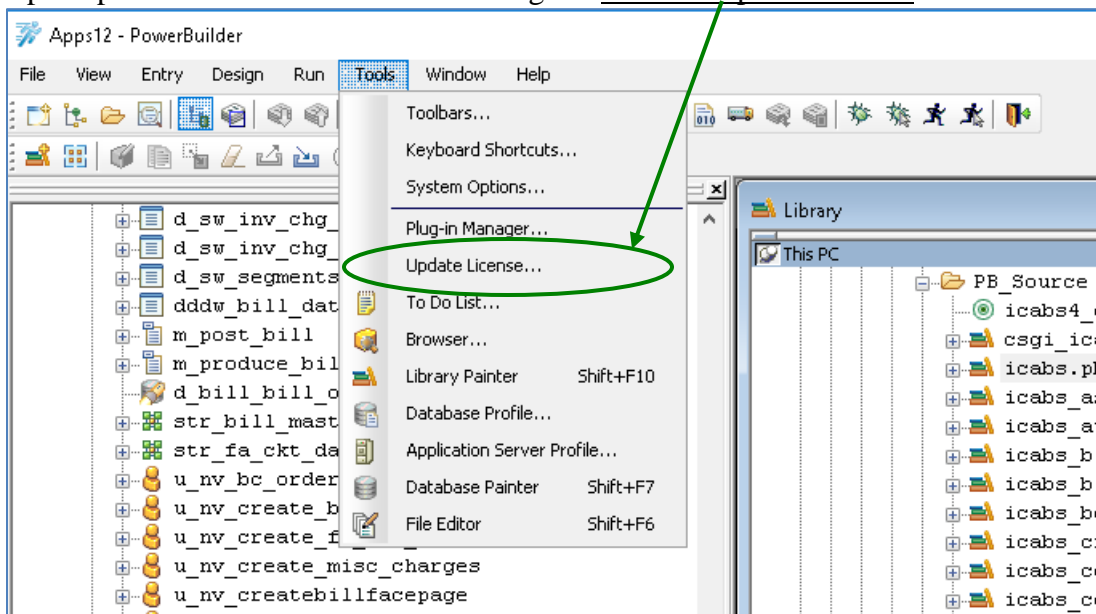 Apps12 - PowerBuilder
File View Entry Design Run Tools Window Help
Toolbars...
Keyboard Shortcuts...
System Options...
Plug-in Manager...
Update License...
To Do List...
Browser...
Library Painter Shift+F10
Database Profile...
Application Server Profile...
Database Painter Shift+F7
File Editor Shift+F6
d_sw_inv_chg_
d_sw_inv_chg_
d_sw_segments
dddw_bill_dat
m_post_bill
m_produce_bil
d_bill_bill_o
str_bill_mast
str_fa_ckt_da
u_nv_bc_order
u_nv_create_b
u_nv_create_f
u_nv_create_misc_charges
u_nv_createbillfacepage
Library
This PC
PB_Source
icabs4_
csgi_ica
icabs.p
icabs_a
icabs_a
icabs_b
icabs_b
icabs_b
icabs_c
icabs_c
icabs_c